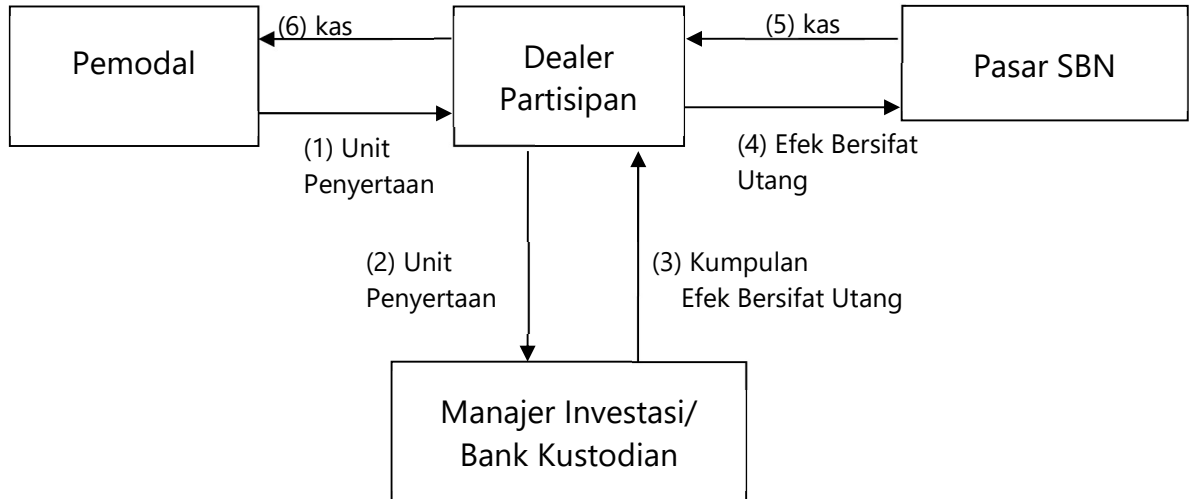 (6) kas
(5) kas
Pemodal
Dealer
Partisipan
Pasar SBN
(1) Unit
Penyertaan
(4) Efek Bersifat
Utang
(2) Unit
Penyertaan
(3) Kumpulan
Efek Bersifat Utang
Manajer Investasi/
Bank Kustodian